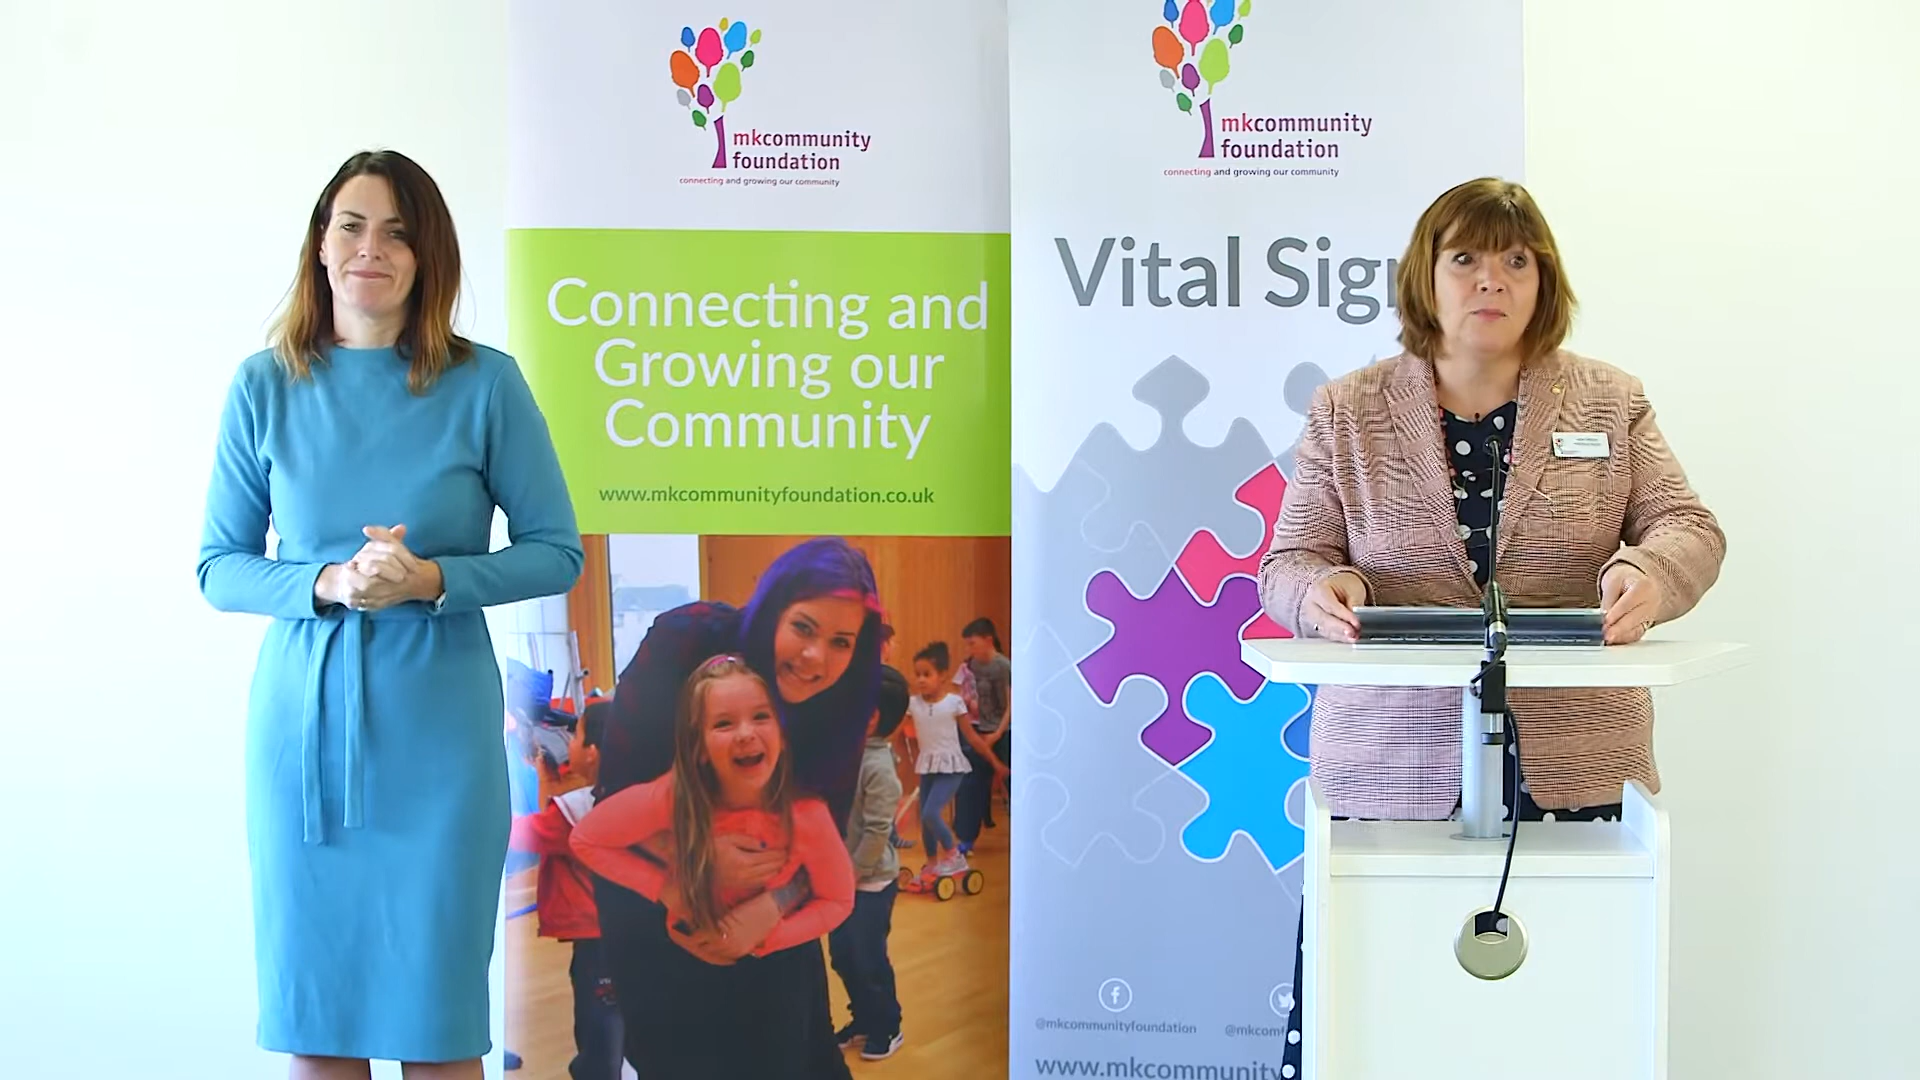 mkcommunity
foundation
connecting and growing our community
Connecting and
Growing our
Community
www.mkcommunityfoundation.co.uk
mkcommunity
foundation
connecting and growing our community
Vital Sig
@mkcommunityfoundation
@mkcom
www.mkcommunity